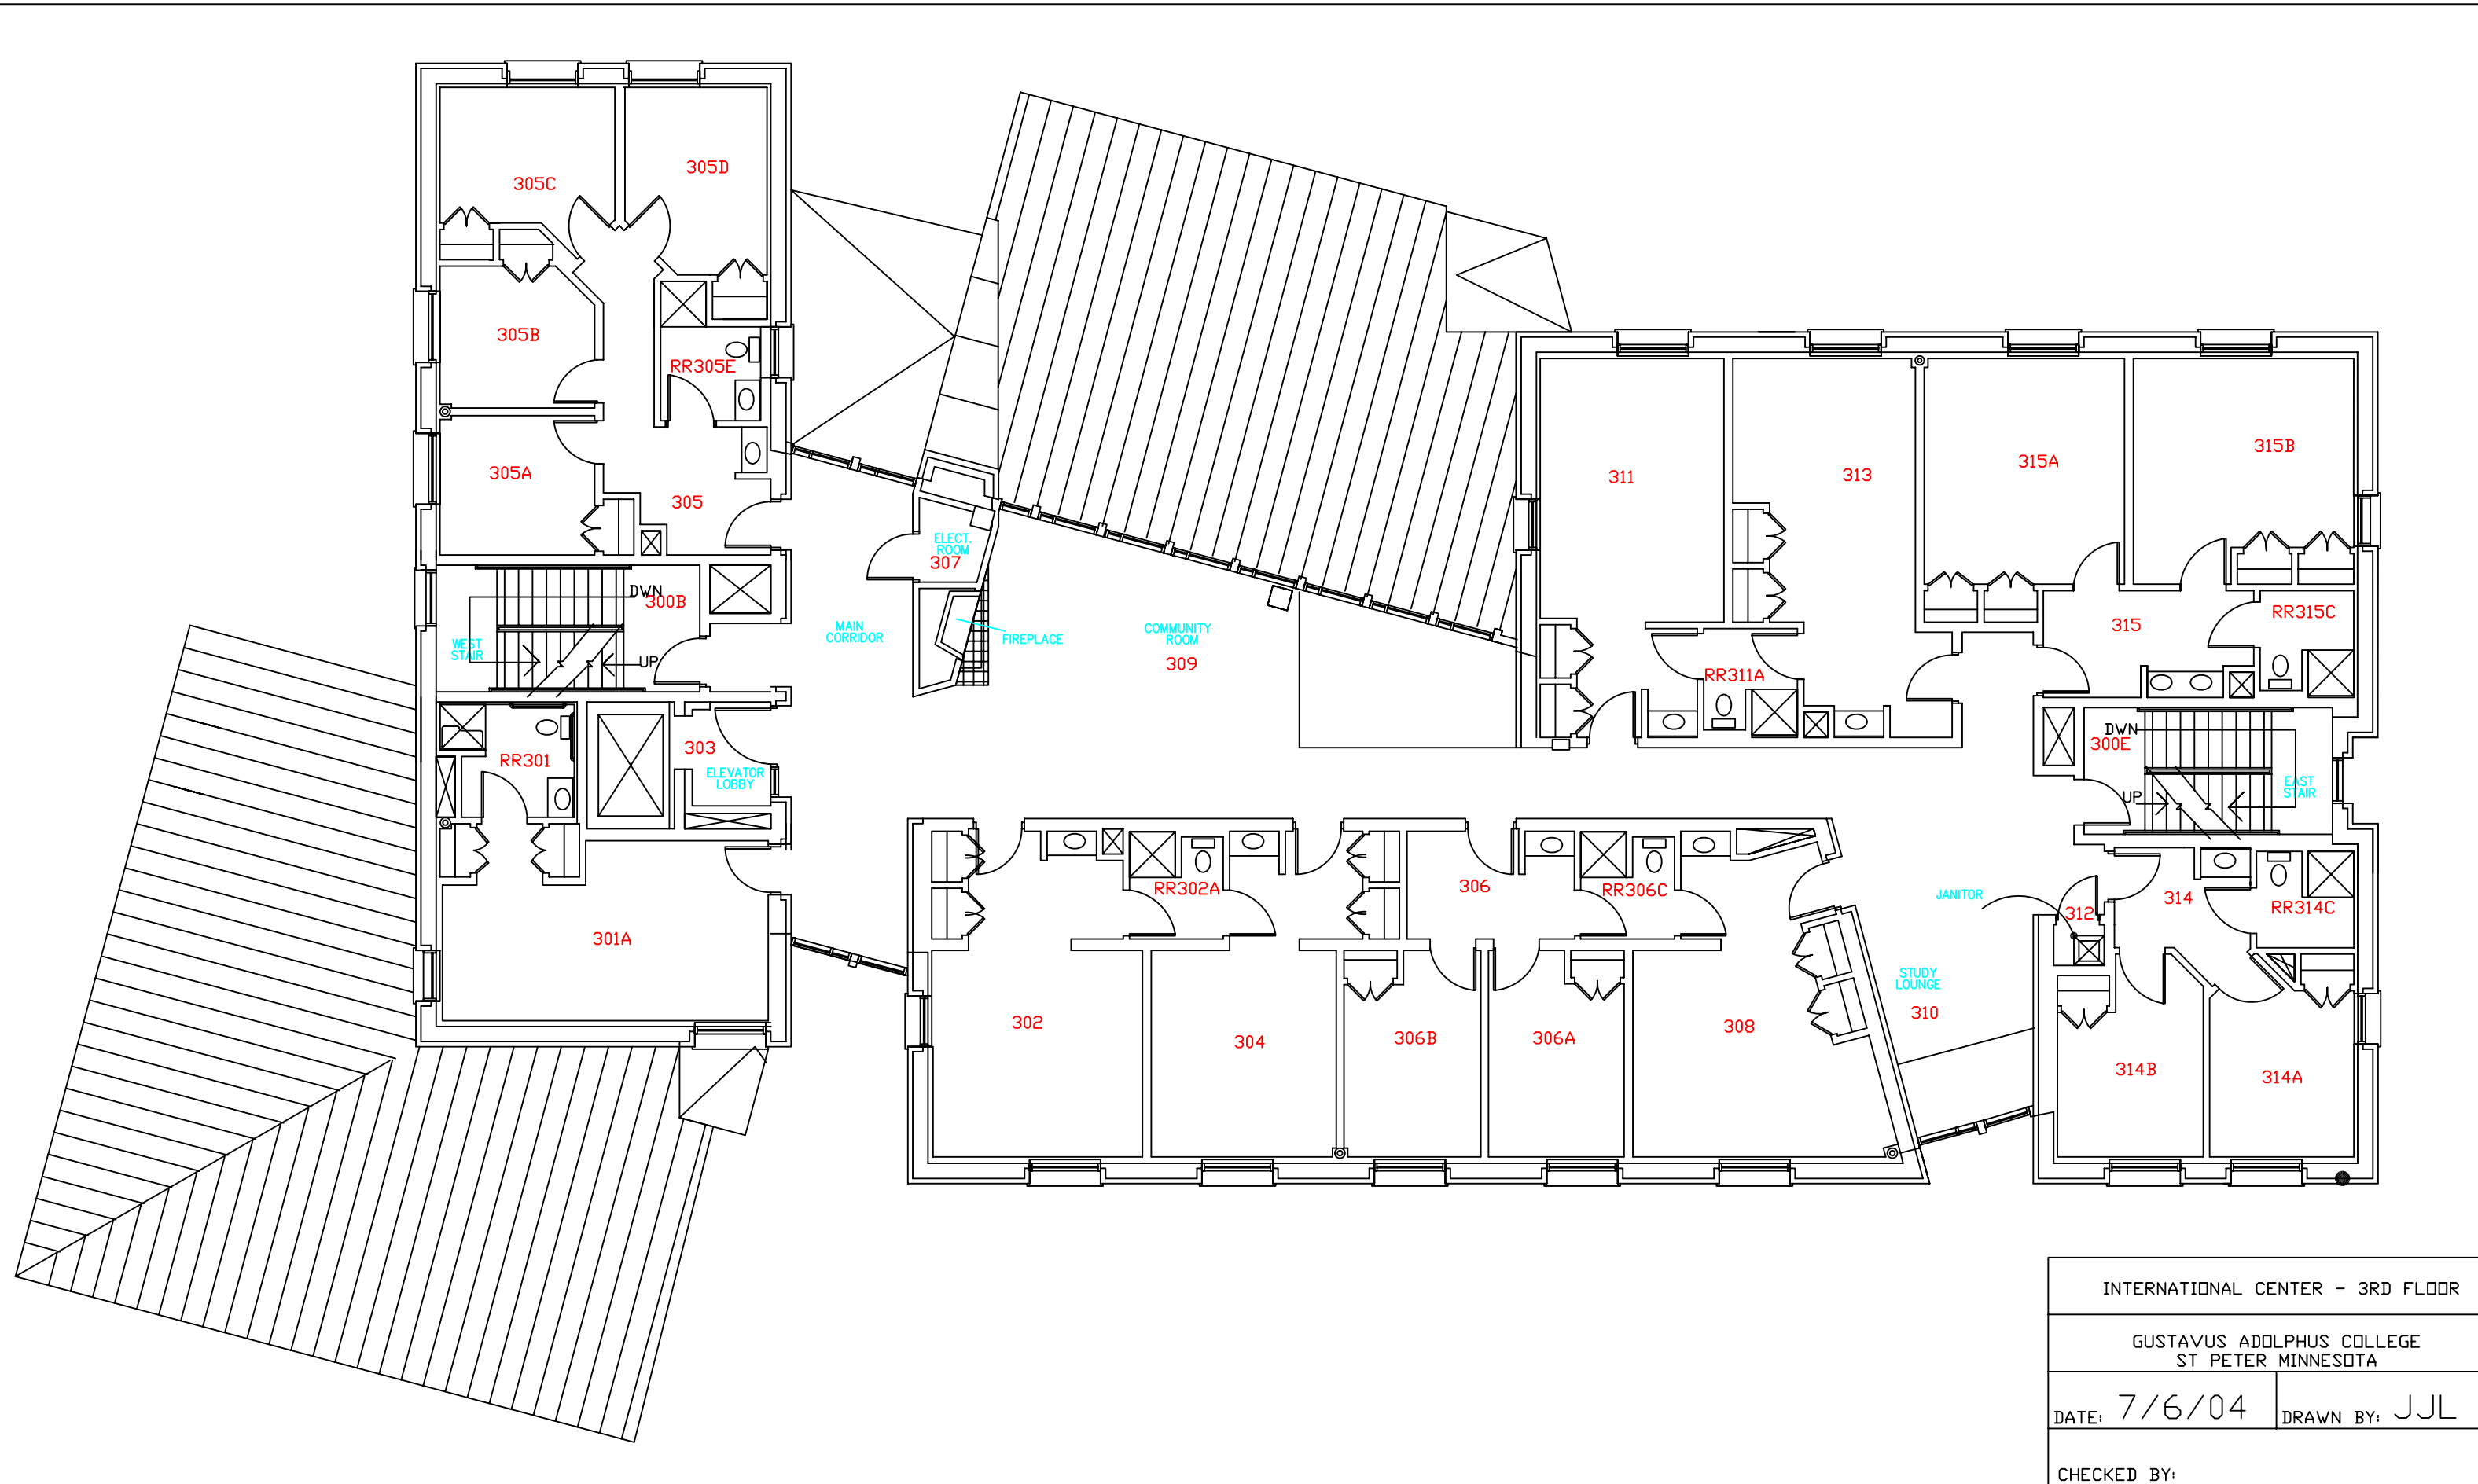 305D
305C
305B
RR305E
315B
315A
305A
313
311
305
ELECT.
ROOM
307
DWN
300B
RR315C
MAIN
CORRIDOR
COMMUNITY
ROOM
315
FIREPLACE
WEST
STAIR
UP
309
RR311A
DWN
303
300E
RR301
ELEVATOR
LOBBY
EAST
STAIR
UP
306
RR302A
RR306C
JANITOR
314
312
RR314C
301A
STUDY
LOUNGE
310
302
308
304
306B
306A
314B
314A
INTERNATIONAL CENTER - 3RD FLOOR
GUSTAVUS ADOLPHUS COLLEGE
ST PETER MINNESOTA
DATE: 7/6/04 DRAWN BY: JJL
CHECKED BY: